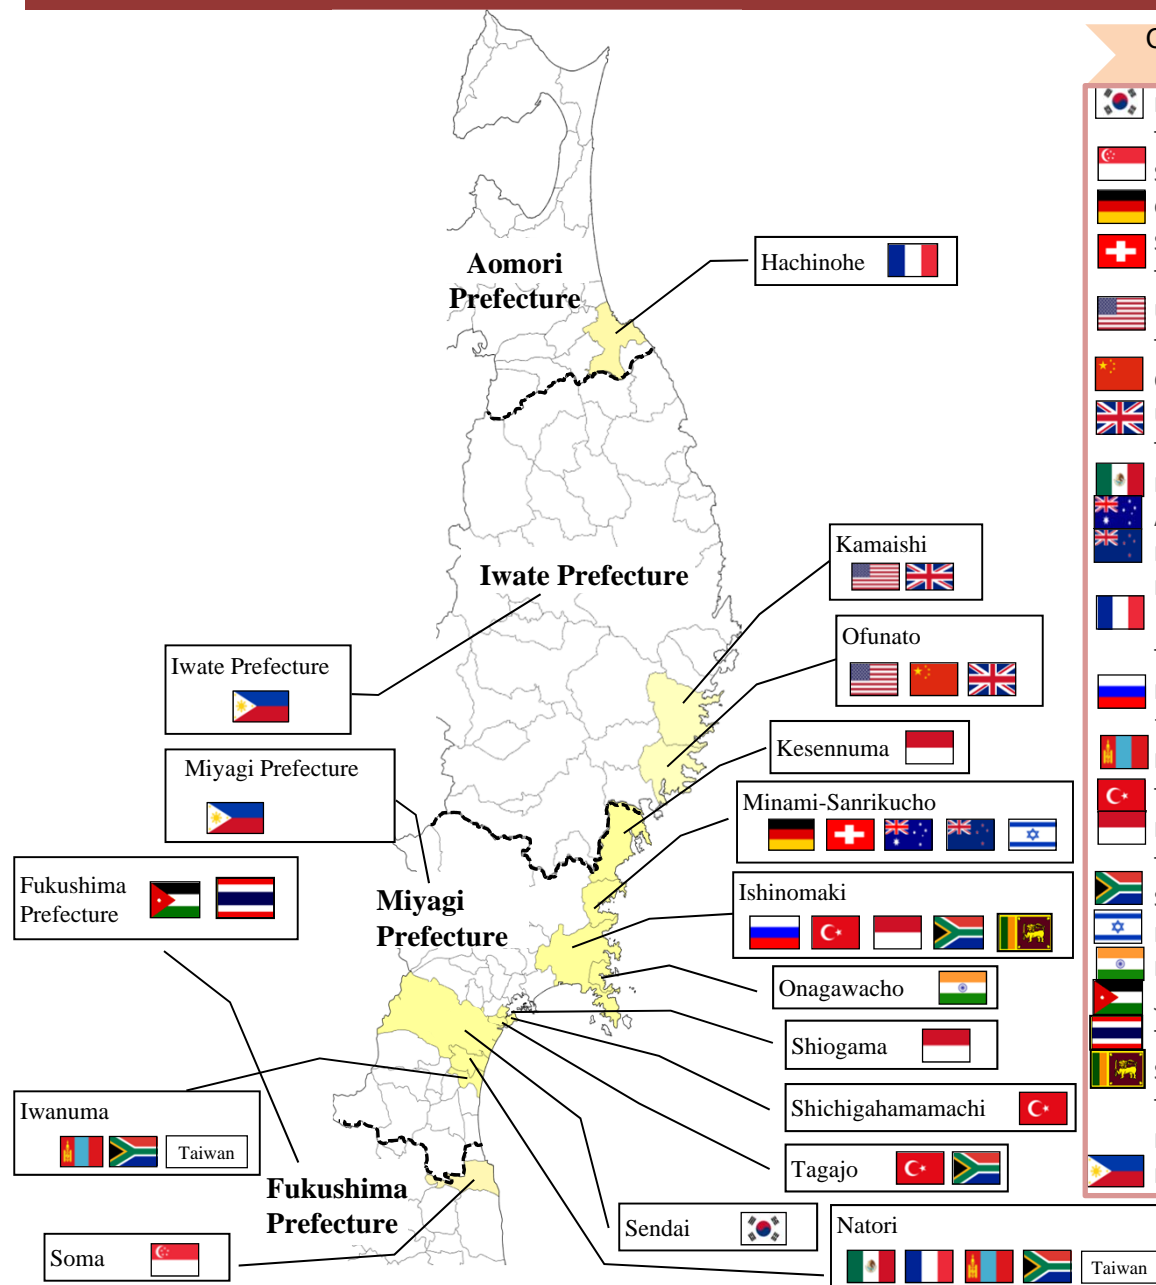 Aomori
Prefecture
Hachinohe
Iwate Prefecture
Kamaishi
Ofunato
Iwate Prefecture
Miyagi Prefecture
Kesennuma
Minami-Sanrikucho
Fukushima
Prefecture
Miyagi
Prefecture
Ishinomaki
Onagawacho
Shiogama
Shichigahamamachi
Iwanuma
Taiwan
Tagajo
Fukushima
Prefecture
Sendai
Natori
Taiwan
Soma